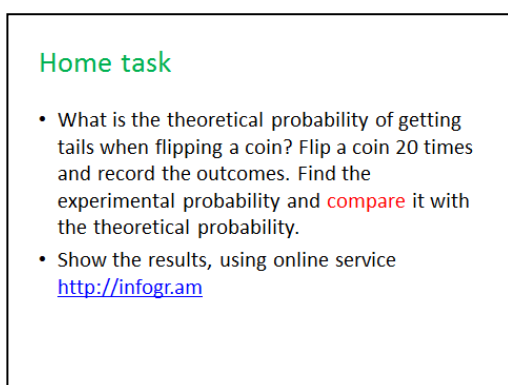 Home task
• What is the theoretical probability of getting
tails when flipping a coin? Flip a coin 20 times
and record the outcomes. Find the
experimental probability and compare it with
the theoretical probability.
• Show the results, using online service
http://infogr.am